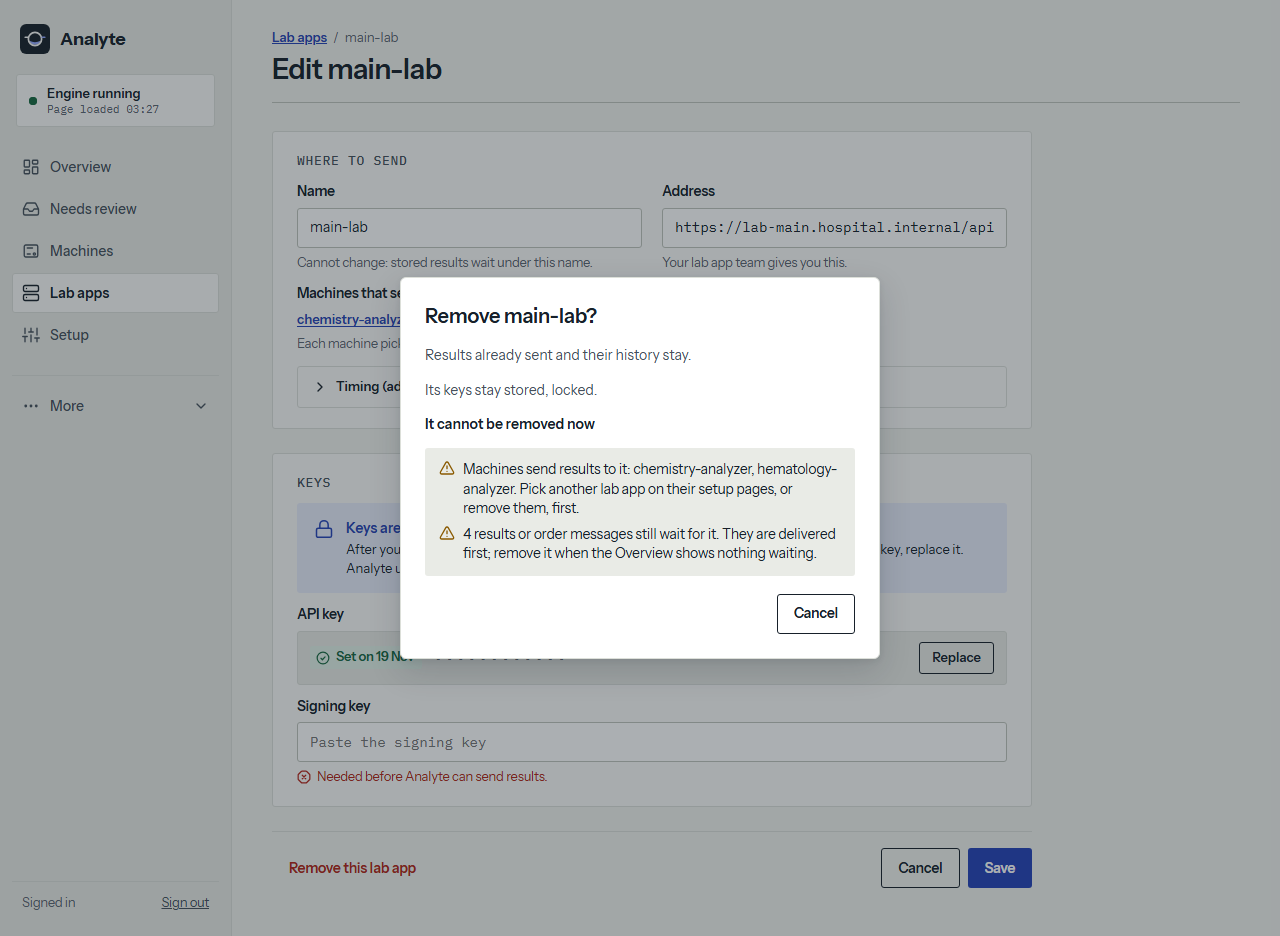 Analyte
Engine running
Page loaded 03:27
Overview
Needs review
Machines
Lab apps
Setup
More
Signed in
Sign out
Lab apps / main-lab
Edit main-lab
WHERE TO SEND
Name
Address
main-lab
https://lab-main.hospital.internal/api
Cannot change: stored results wait under this name.
Your lab app team gives you this.
Machines that
Each machine
Timing
Remove main-lab?
Results already sent and their history stay.
Its keys stay stored, locked.
It cannot be removed now
Machines send results to it: chemistry-analyzer, hematology-
analyzer. Pick another lab app on their setup pages, or
remove them, first.
4 results or order messages still wait for it. They are delivered
first; remove it when the Overview shows nothing waiting.
Cancel
KEYS
Keys are
After you
key, replace it.
Analyte
API key
Set on 19
Replace
Signing key
Paste the signing key
Needed before Analyte can send results.
Remove this lab app
Cancel
Save